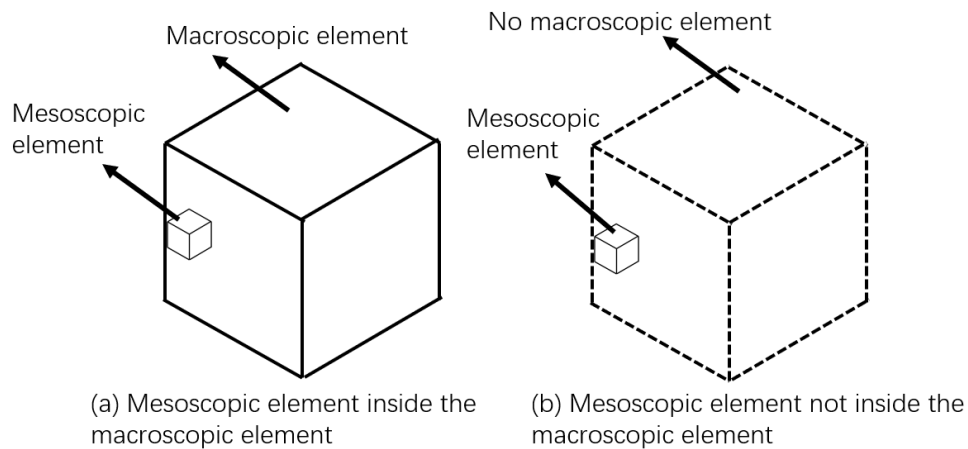 Macroscopic element
Mesoscopic
element
(a) Mesoscopic element inside the
macroscopic element
No macroscopic element
Mesoscopic
element
(b) Mesoscopic element not inside the
macroscopic element